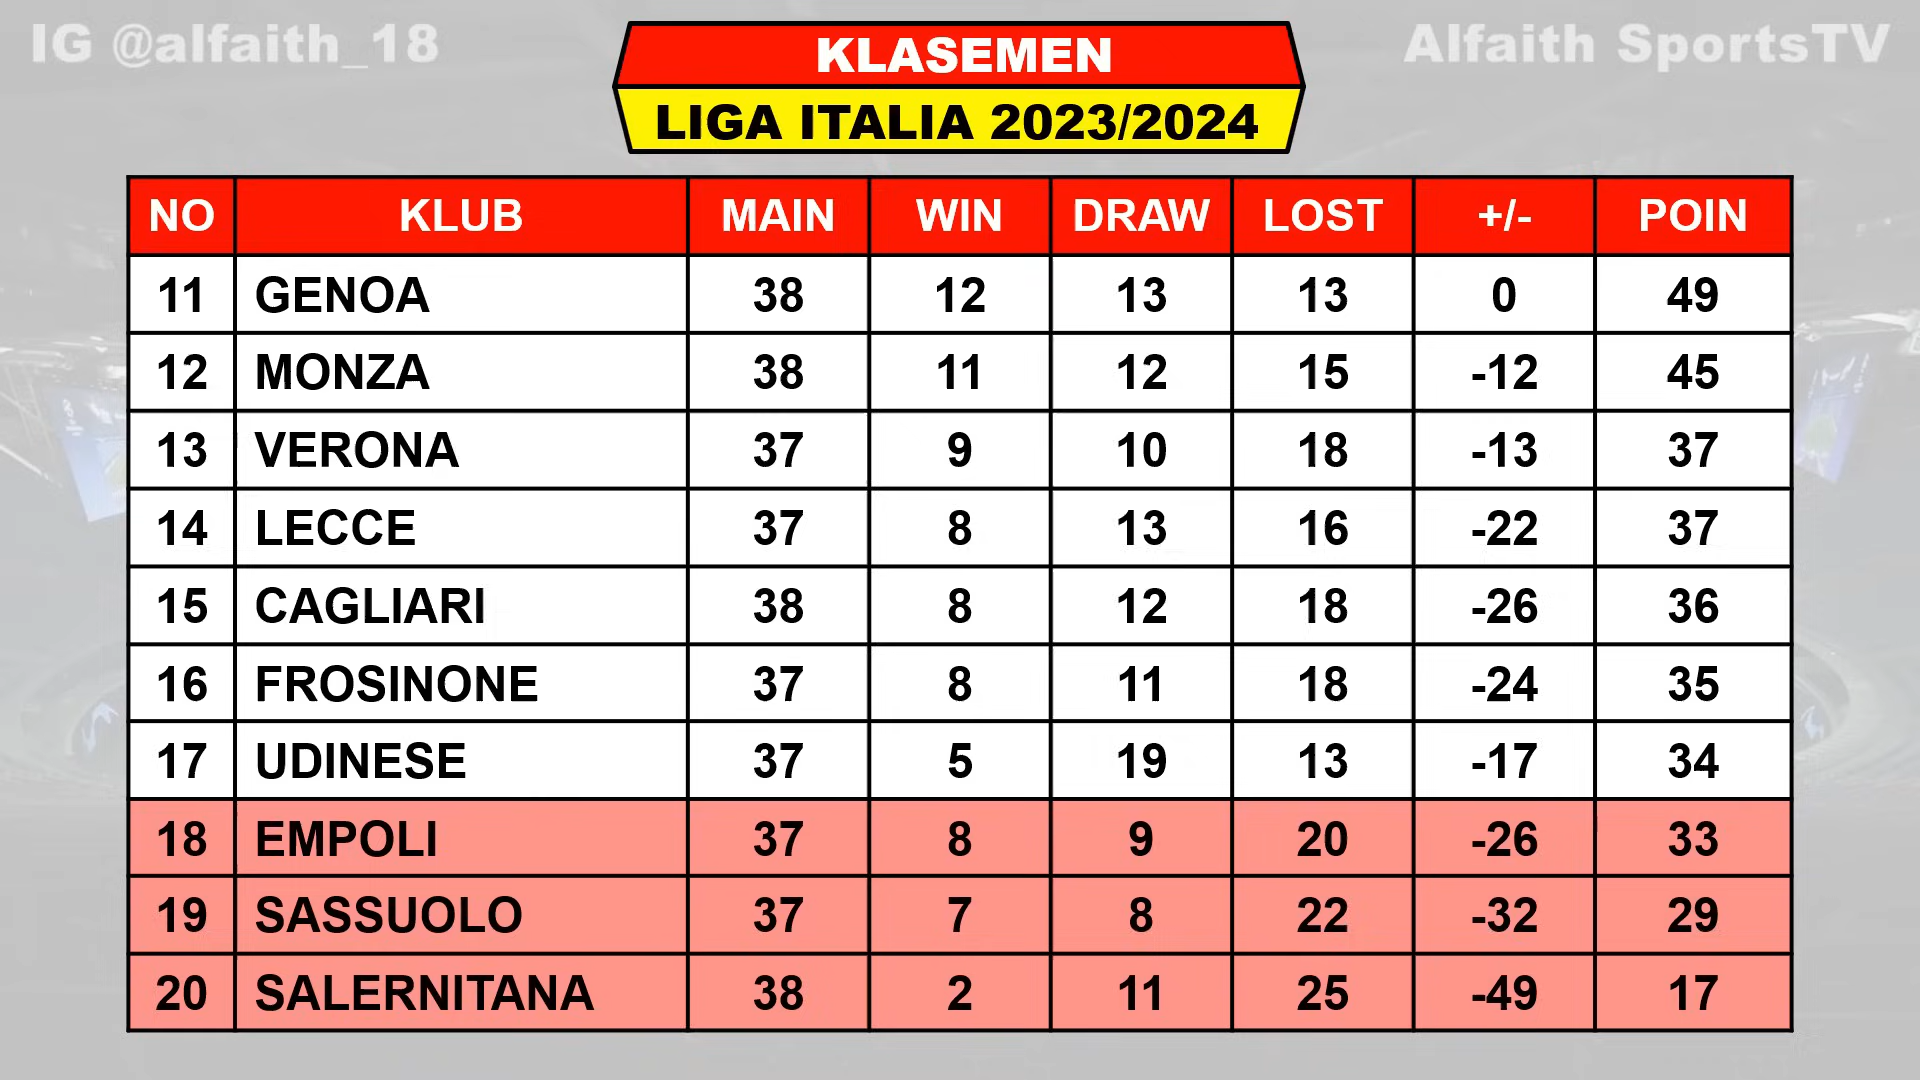 IG @alfaith_18
KLASEMEN
Alfaith SportsTV
LIGA ITALIA 2023/2024
NO KLUB MAIN WIN DRAW LOST +/- POIN
11 GENOA 38 12 13 13 0 49
12 MONZA 38 11 12 15 -12 45
13 VERONA 37 9 10 18 -13 37
14 LECCE 37 8 13 16 -22 37
15 CAGLIARI 38 8 12 18 -26 36
16 FROSINONE 37 8 11 18 -24 35
17 UDINESE 37 5 19 13 -17 34
18 EMPOLI 37 8 9 20 -26 33
19 SASSUOLO 37 7 8 22 -32 29
20 SALERNITANA 38 2 11 25 -49 17